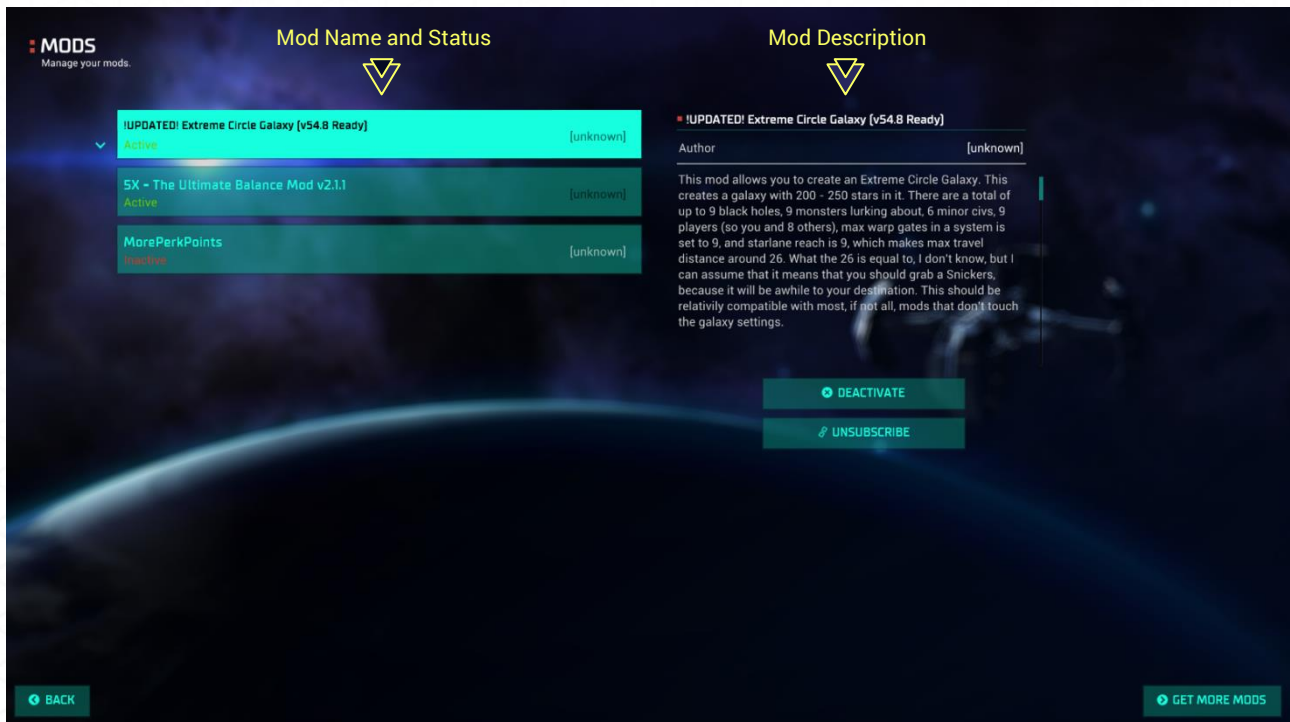 MODS
Manage your mods.
Mod Name and Status
Mod Description
!UPDATED! Extreme Circle Galaxy [v54.8 Ready]
Active
[unknown]
5X - The Ultimate Balance Mod v2.1.1
Active
[unknown]
MorePerkPoints
Inactive
[unknown]
!UPDATED! Extreme Circle Galaxy [v54.8 Ready]
Author [unknown]
This mod allows you to create an Extreme Circle Galaxy. This
creates a galaxy with 200 - 250 stars in it. There are a total of
up to 9 black holes, 9 monsters lurking about, 6 minor civs, 9
players (so you and 8 others), max warp gates in a system is
set to 9, and starlane reach is 9, which makes max travel
distance around 26. What the 26 is equal to, I don't know, but I
can assume that it means that you should grab a Snickers,
because it will be awhile to your destination. This should be
relativily compatible with most, if not all, mods that don't touch
the galaxy settings.
DEACTIVATE
UNSUBSCRIBE
BACK
GET MORE MODS